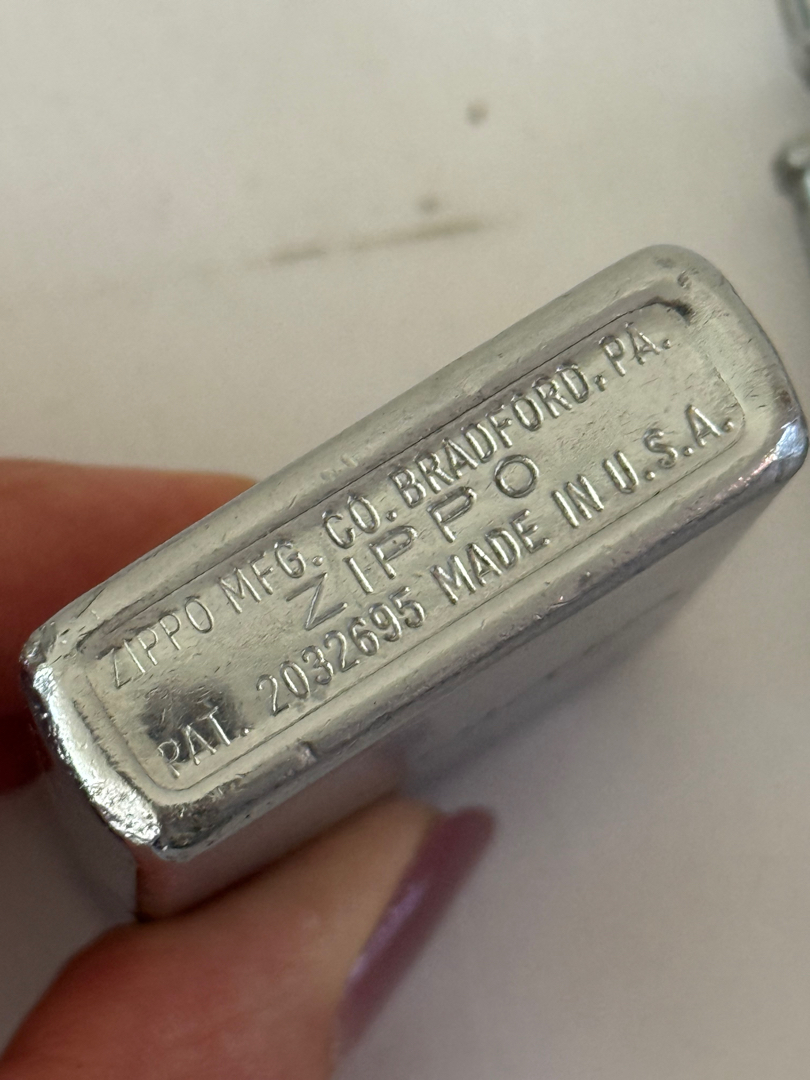 ZIPPO MFG. CO. BRADFORD, PA.
ZIPPO
PAT. 2032695 MADE IN U.S.A.